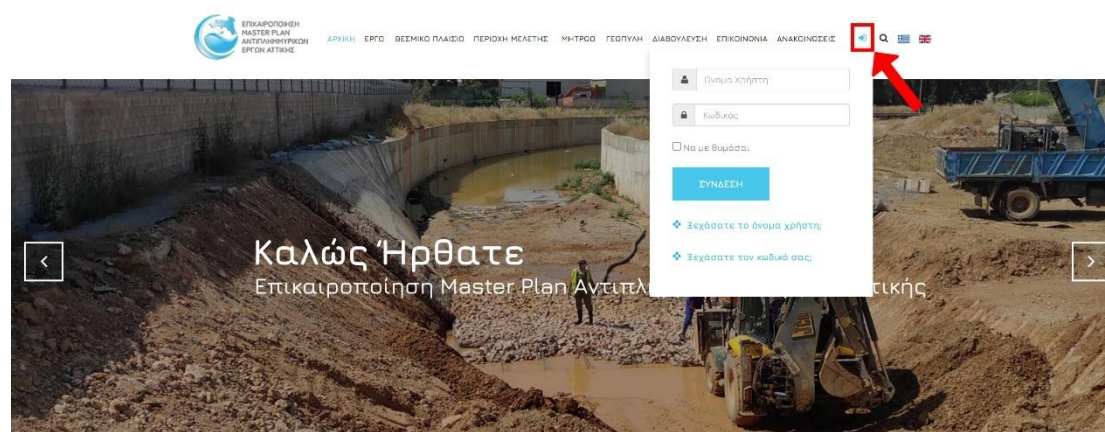 ΕΠΙΚΑΙΡΟΠΟΙΗΣΗ
MASTER PLAN
ΑΝΤΙΠΛΗΜΜΥΡΙΚΩΝ
ΕΡΓΩΝ ΑΤΤΙΚΗΣ
ΑΡΧΙΚΗ ΕΡΓΟ ΘΕΣΜΙΚΟ ΠΛΑΙΣΙΟ ΠΕΡΙΟΧΗ ΜΕΛΕΤΗΣ ΜΗΤΡΩΟ ΓΕΩΠΥΛΗ ΔΙΑΒΟΥΛΕΥΣΗ ΕΠΙΚΟΙΝΩΝΙΑ ΑΝΑΚΟΙΝΩΣΕΙΣ
Όνομα Χρήστη
Κωδικός
Να με θυμάσαι
ΣΥΝΔΕΣΗ
Ξεχάσατε το όνομα χρήστη;
Ξεχάσατε τον κωδικό σας;
Καλώς Ήρθατε
Επικαιροποίηση Master Plan Αντιπλ τικής